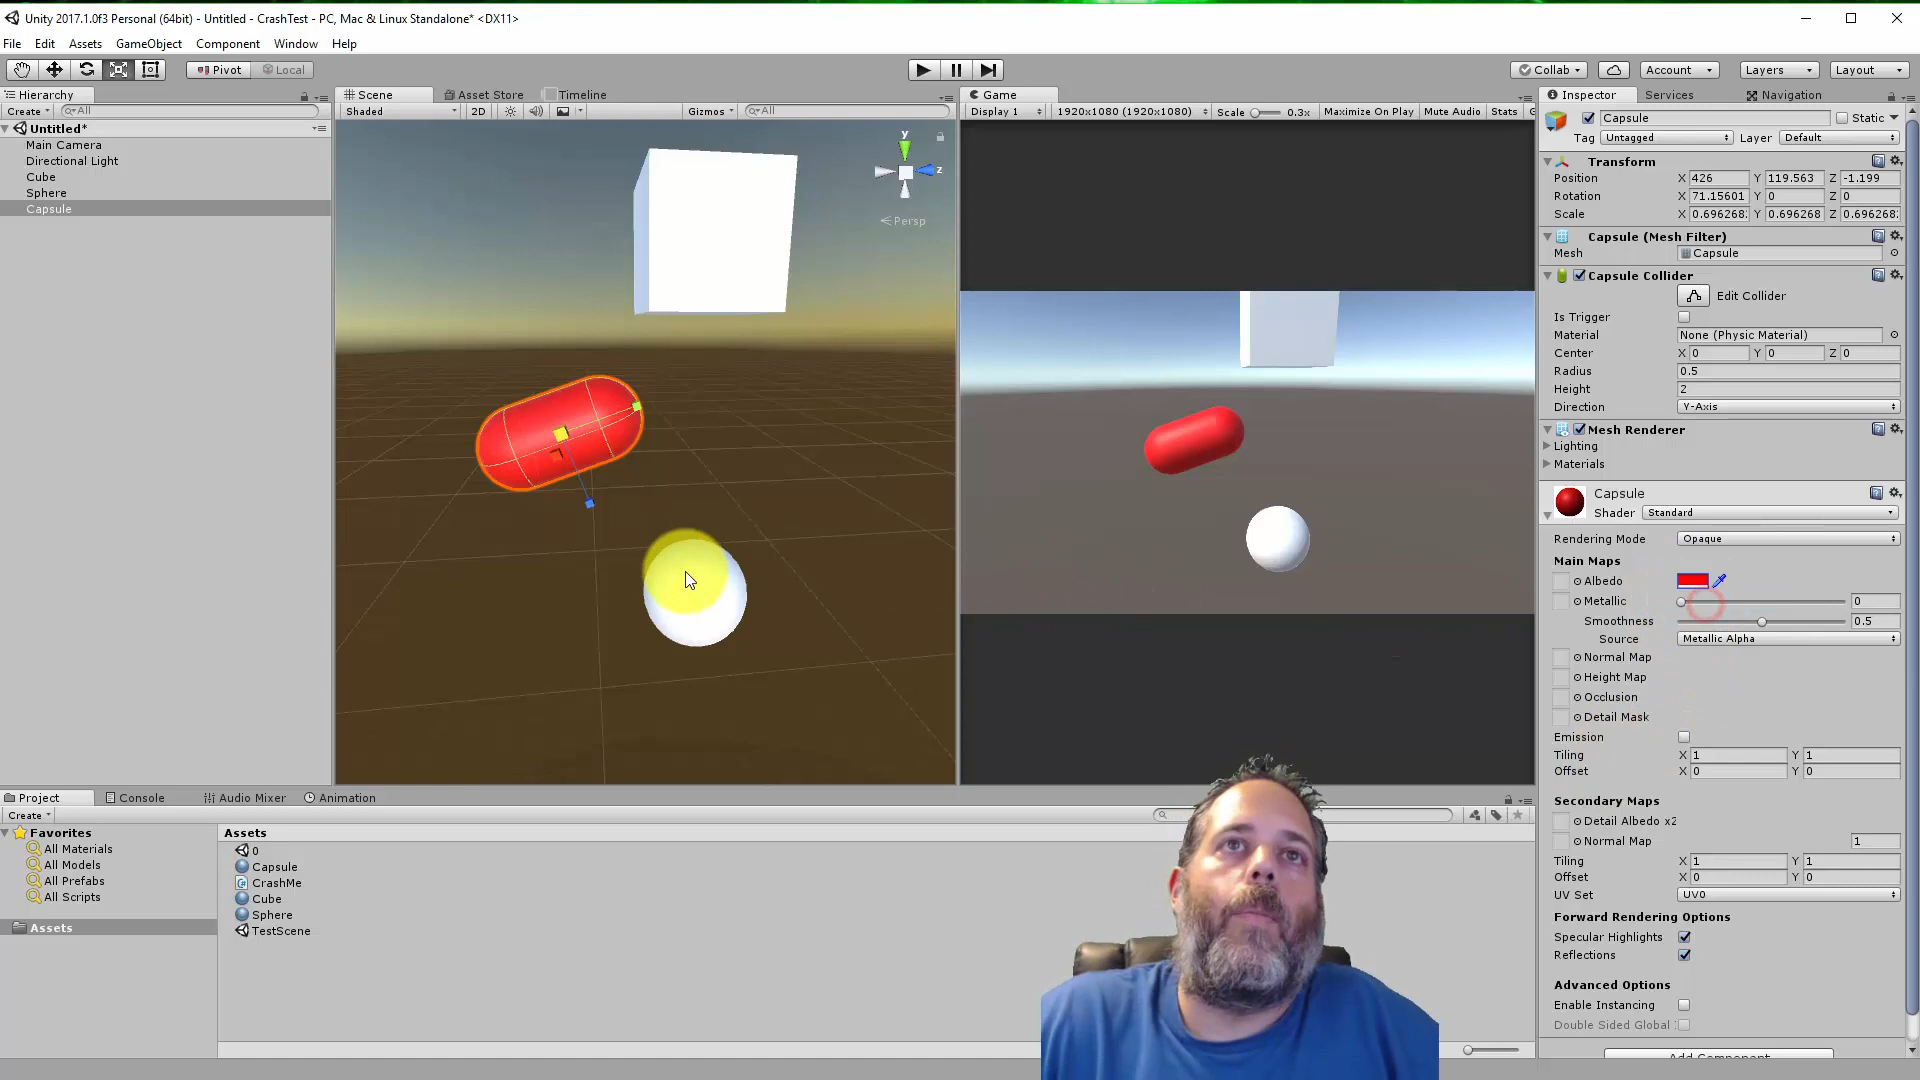 Unity 2017.1.0f3 Personal (64bit) - Untitled - CrashTest - PC, Mac & Linux Standalone* <DX11>
File Edit Assets GameObject Component Window Help
Pivot Local Collab Account Layers Layout
Hierarchy
Create All
Untitled*
Main Camera
Directional Light
Cube
Sphere
Capsule
Scene Asset Store Timeline
Shaded 2D Gizmos All
y
z
Persp
Game
Display 1 1920x1080 (1920x1080) Scale 0.3x Maximize On Play Mute Audio Stats G
Inspector Services Navigation
Capsule Static
Tag Untagged Layer Default
Transform
Position X 426 Y 119.563 Z -1.199
Rotation X 71.15601 Y 0 Z 0
Scale X 0.696268 Y 0.696268 Z 0.696268
Capsule (Mesh Filter)
Mesh Capsule
Capsule Collider
Edit Collider
Is Trigger
Material None (Physic Material)
Center X 0 Y 0 Z 0
Radius 0.5
Height 2
Direction Y-Axis
Mesh Renderer
Lighting
Materials
Capsule
Shader Standard
Rendering Mode Opaque
Main Maps
Albedo
Metallic 0
Smoothness 0.5
Source Metallic Alpha
Normal Map
Height Map
Occlusion
Detail Mask
Emission
Tiling X 1 Y 1
Offset X 0 Y 0
Secondary Maps
Detail Albedo x2
Normal Map 1
Tiling X 1 Y 1
Offset X 0 Y 0
UV Set UV0
Forward Rendering Options
Specular Highlights
Reflections
Advanced Options
Enable Instancing
Double Sided Global
Add Component
Project Console Audio Mixer Animation
Create
Favorites
All Materials
All Models
All Prefabs
All Scripts
Assets
Assets
0
Capsule
CrashMe
Cube
Sphere
TestScene